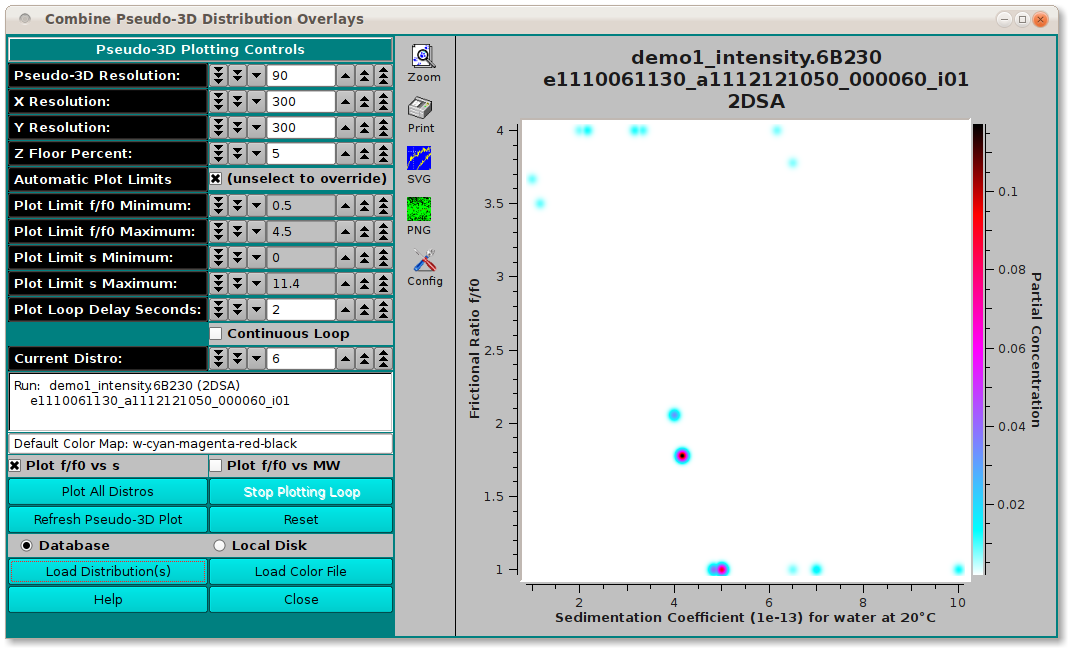 Combine Pseudo-3D Distribution Overlays
Pseudo-3D Plotting Controls
Pseudo-3D Resolution: 90
X Resolution: 300
Y Resolution: 300
Z Floor Percent: 5
Automatic Plot Limits (unselect to override)
Plot Limit f/f0 Minimum: 0.5
Plot Limit f/f0 Maximum: 4.5
Plot Limit s Minimum: 0
Plot Limit s Maximum: 11.4
Plot Loop Delay Seconds: 2
Continuous Loop
Current Distro: 6
Run: demo1_intensity.6B230 (2DSA)
e1110061130_a1112121050_000060_i01
Default Color Map: w-cyan-magenta-red-black
Plot f/f0 vs s Plot f/f0 vs MW
Plot All Distros Stop Plotting Loop
Refresh Pseudo-3D Plot Reset
Database Local Disk
Load Distribution(s) Load Color File
Help Close
Zoom
Print
SVG
PNG
Config
demo1_intensity.6B230
e1110061130_a1112121050_000060_i01
2DSA
Frictional Ratio f/f0
4
3.5
3
2.5
2
1.5
1
2 4 6 8 10
Sedimentation Coefficient (1e-13) for water at 20°C
0.1
0.08
0.06
0.04
0.02
Partial Concentration